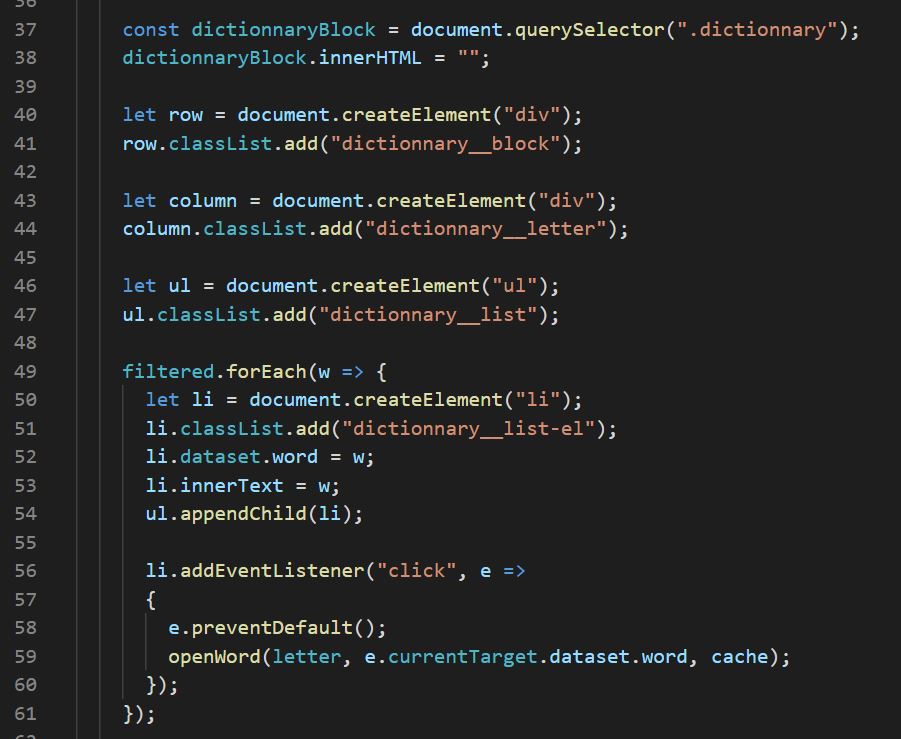 36
37 const dictionnaryBlock = document.querySelector(".dictionnary");
38 dictionnaryBlock.innerHTML = "";
39
40 let row = document.createElement("div");
41 row.classList.add("dictionnary__block");
42
43 let column = document.createElement("div");
44 column.classList.add("dictionnary__letter");
45
46 let ul = document.createElement("ul");
47 ul.classList.add("dictionnary__list");
48
49 filtered.forEach(w => {
50 let li = document.createElement("li");
51 li.classList.add("dictionnary__list-el");
52 li.dataset.word = w;
53 li.innerText = w;
54 ul.appendChild(li);
55
56 li.addEventListener("click", e =>
57 {
58 e.preventDefault();
59 openWord(letter, e.currentTarget.dataset.word, cache);
60 });
61 });